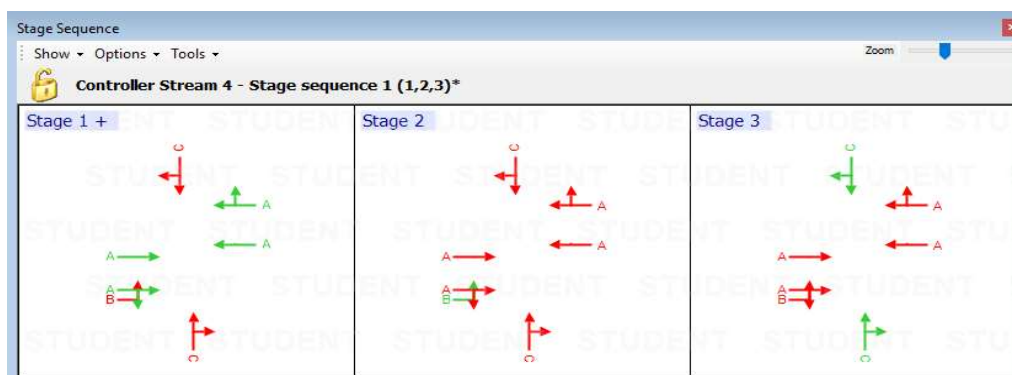 Stage Sequence
Show Options Tools Zoom
Controller Stream 4 - Stage sequence 1 (1,2,3)*
Stage 1 + Stage 2 Stage 3
C C C
A A A
A A A
A A A
A A A
B B B
C C C
STUDENT STUDENT STUDENT STUDENT STUDENT